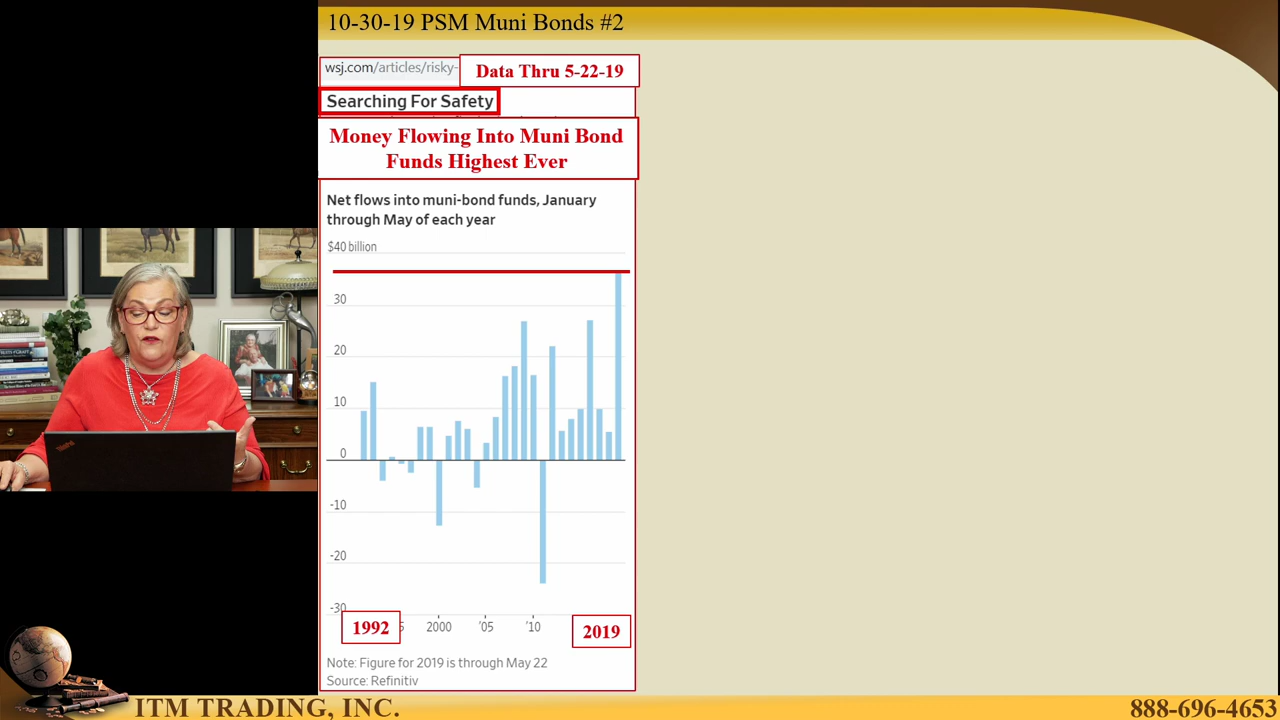 10-30-19 PSM Muni Bonds #2
wsj.com/articles/risky-
Data Thru 5-22-19
Searching For Safety
Money Flowing Into Muni Bond
Funds Highest Ever
Net flows into muni-bond funds, January
through May of each year
$40 billion
30
20
10
0
-10
-20
-30
1992
5
2000
'05
'10
2019
Note: Figure for 2019 is through May 22
Source: Refinitiv
ITM TRADING, INC.
888-696-4653